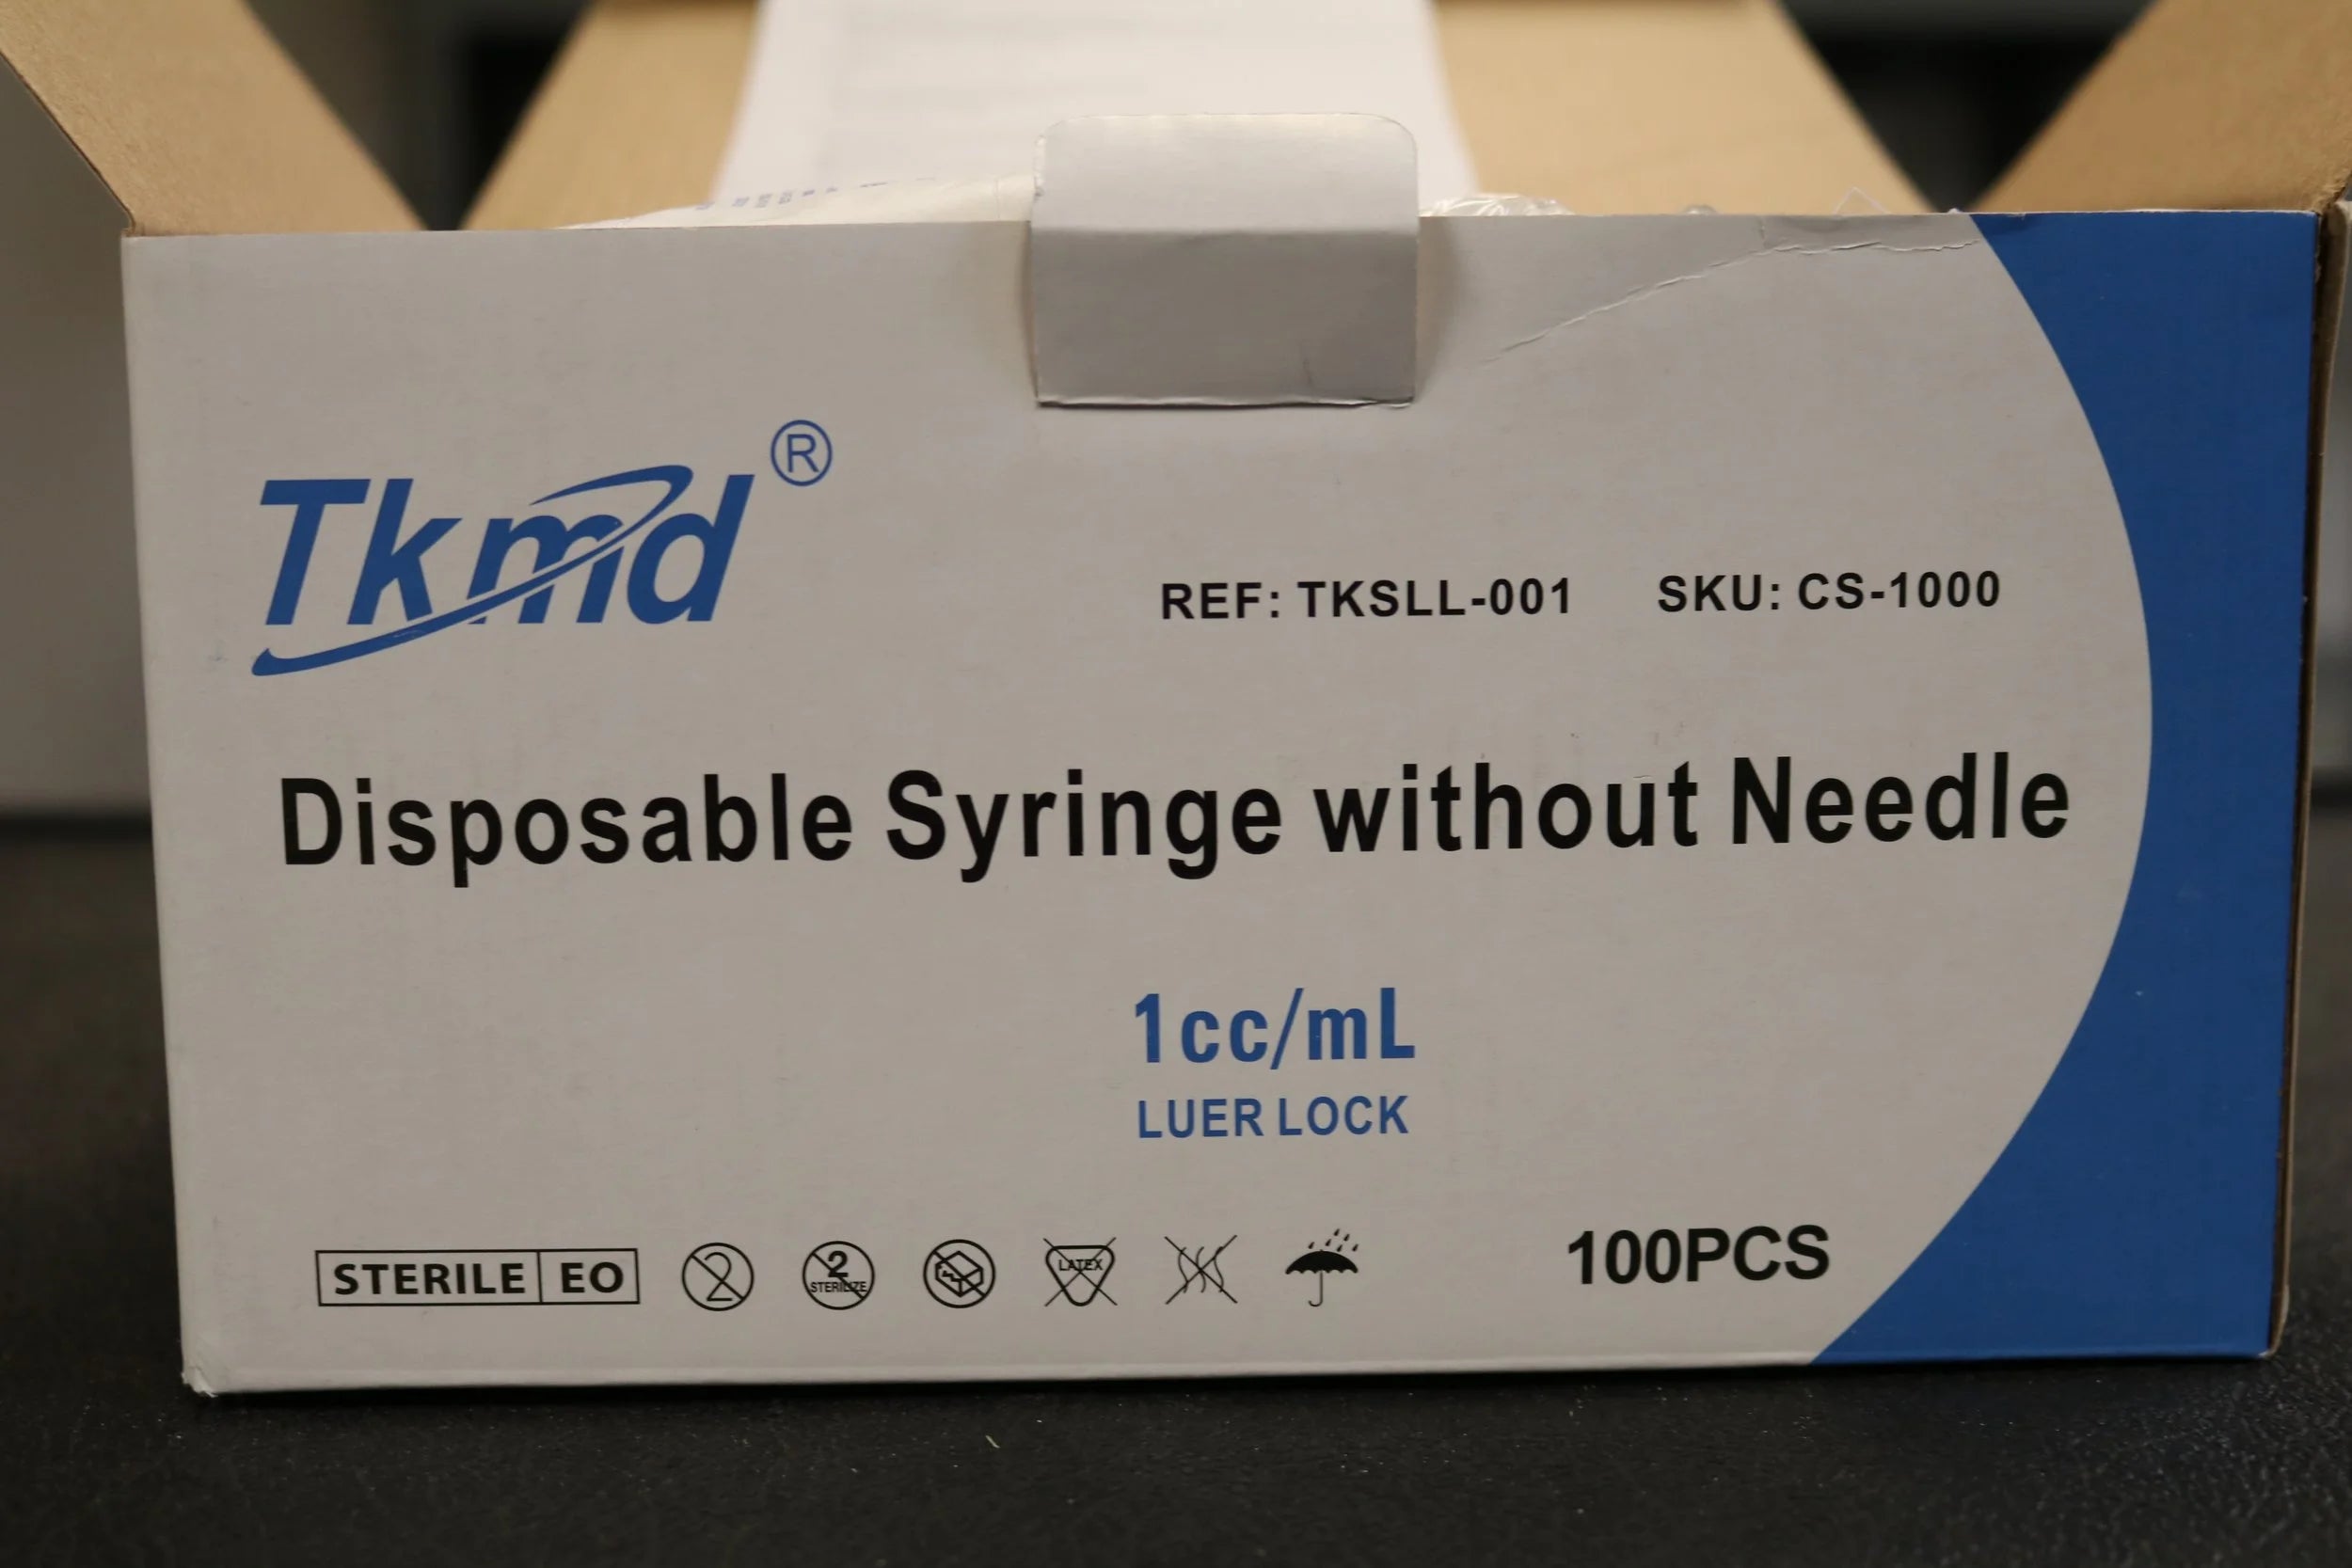 Tkmd®
REF: TKSLL-001 SKU: CS-1000
Disposable Syringe without Needle
1cc/mL
LUER LOCK
STERILE EO 2 2 STERILIZE LATEX 100PCS